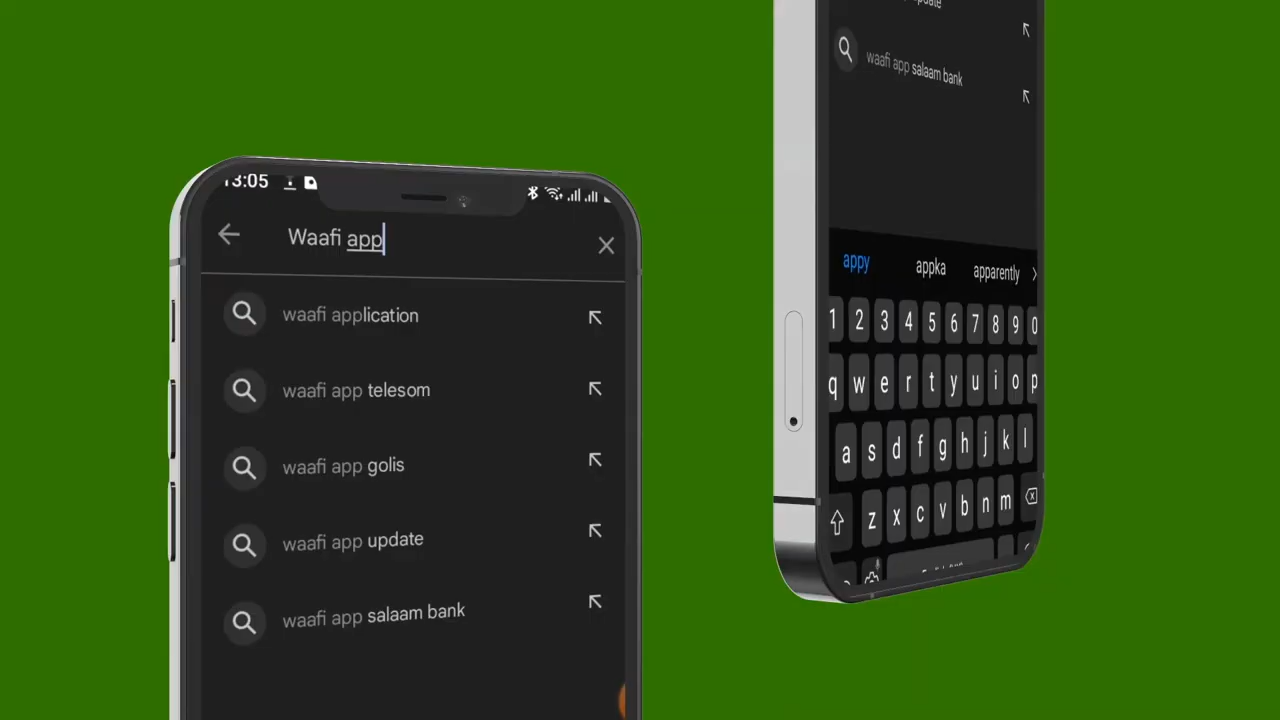 13:05
Waafi app
waafi application
waafi app telesom
waafi app golis
waafi app update
waafi app salaam bank
update
waafi app salaam bank
appy appka apparently
1 2 3 4 5 6 7 8 9 0
q w e r t y u i o p
a s d f g h j k l
z x c v b n m